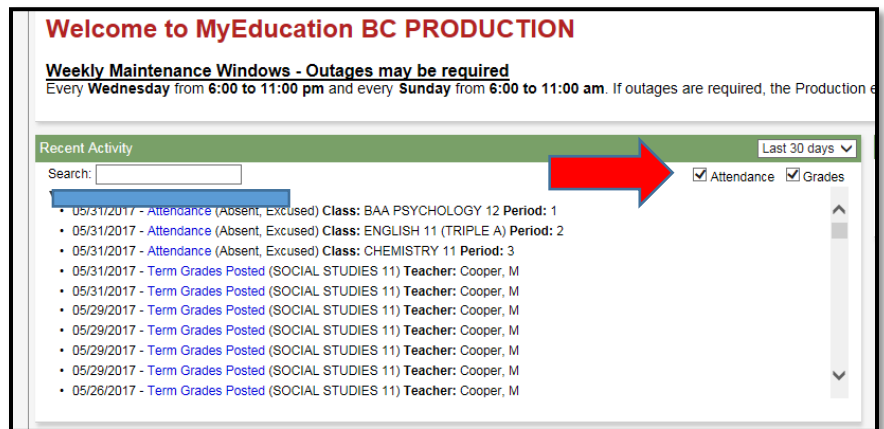 Welcome to MyEducation BC PRODUCTION
Weekly Maintenance Windows - Outages may be required
Every Wednesday from 6:00 to 11:00 pm and every Sunday from 6:00 to 11:00 am. If outages are required, the Production
Recent Activity Last 30 days
Search: Attendance Grades
• 05/31/2017 - Attendance (Absent, Excused) Class: BAA PSYCHOLOGY 12 Period: 1
• 05/31/2017 - Attendance (Absent, Excused) Class: ENGLISH 11 (TRIPLE A) Period: 2
• 05/31/2017 - Attendance (Absent, Excused) Class: CHEMISTRY 11 Period: 3
• 05/31/2017 - Term Grades Posted (SOCIAL STUDIES 11) Teacher: Cooper, M
• 05/31/2017 - Term Grades Posted (SOCIAL STUDIES 11) Teacher: Cooper, M
• 05/29/2017 - Term Grades Posted (SOCIAL STUDIES 11) Teacher: Cooper, M
• 05/29/2017 - Term Grades Posted (SOCIAL STUDIES 11) Teacher: Cooper, M
• 05/29/2017 - Term Grades Posted (SOCIAL STUDIES 11) Teacher: Cooper, M
• 05/29/2017 - Term Grades Posted (SOCIAL STUDIES 11) Teacher: Cooper, M
• 05/26/2017 - Term Grades Posted (SOCIAL STUDIES 11) Teacher: Cooper, M